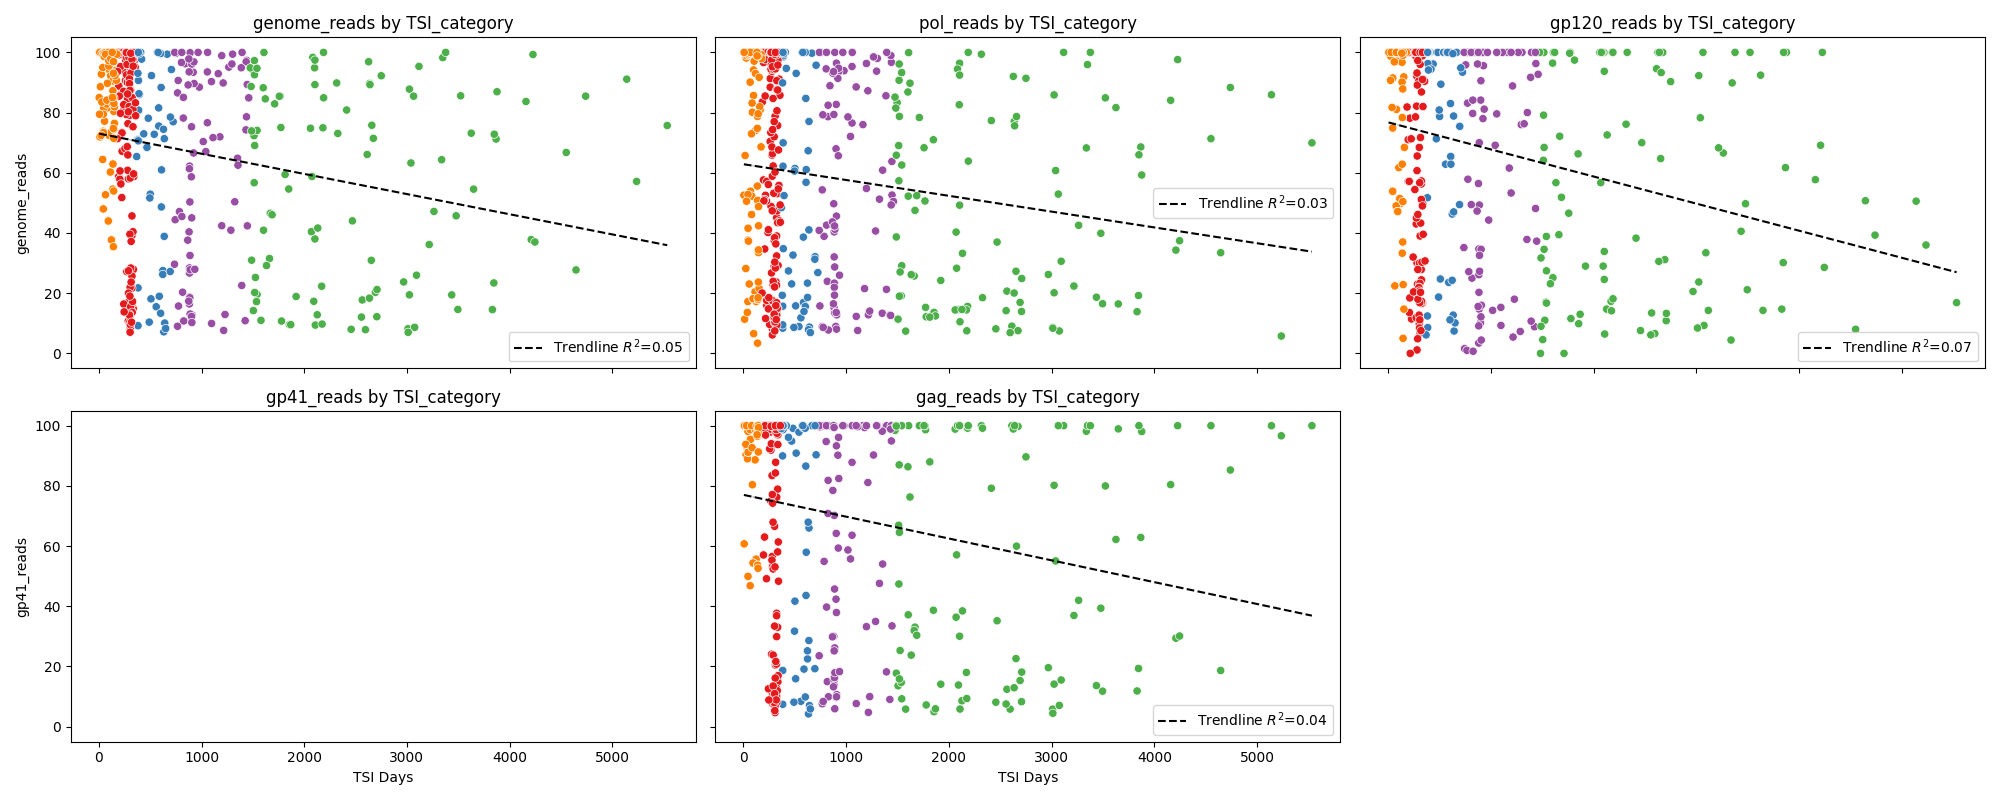 genome_reads by TSI_category
pol_reads by TSI_category
gp120_reads by TSI_category
genome_reads
100
80
60
40
20
0
Trendline R²=0.05
Trendline R²=0.03
Trendline R²=0.07
gp41_reads by TSI_category
gag_reads by TSI_category
gp41_reads
100
80
60
40
20
0
Trendline R²=0.04
0 1000 2000 3000 4000 5000
0 1000 2000 3000 4000 5000
TSI Days
TSI Days